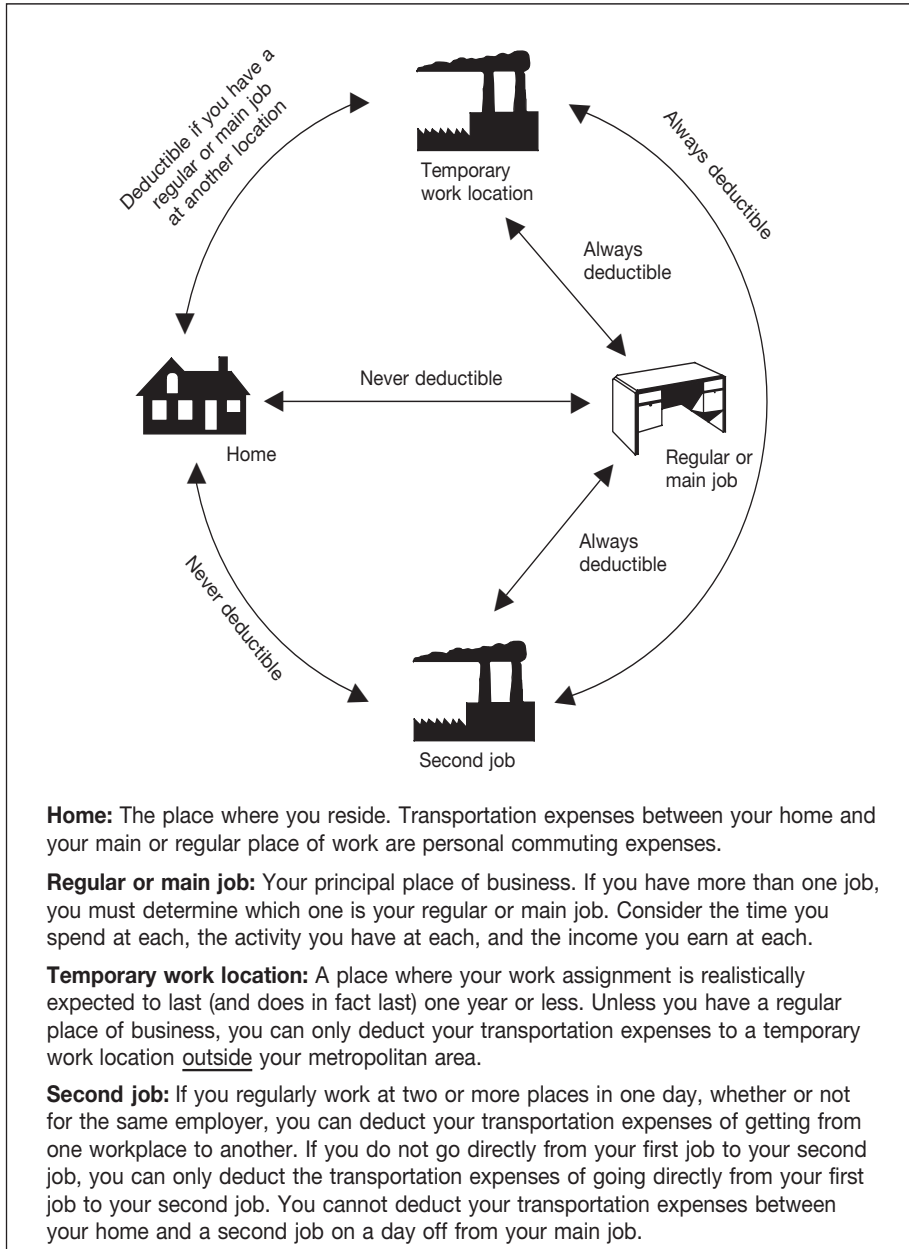 Deductible if you have a
regular or main job
at another location
Temporary
work location
Always deductible
Always
deductible
Never deductible
Home
Regular or
main job
Never deductible
Always
deductible
Second job
Home: The place where you reside. Transportation expenses between your home and
your main or regular place of work are personal commuting expenses.
Regular or main job: Your principal place of business. If you have more than one job,
you must determine which one is your regular or main job. Consider the time you
spend at each, the activity you have at each, and the income you earn at each.
Temporary work location: A place where your work assignment is realistically
expected to last (and does in fact last) one year or less. Unless you have a regular
place of business, you can only deduct your transportation expenses to a temporary
work location outside your metropolitan area.
Second job: If you regularly work at two or more places in one day, whether or not
for the same employer, you can deduct your transportation expenses of getting from
one workplace to another. If you do not go directly from your first job to your second
job, you can only deduct the transportation expenses of going directly from your first
job to your second job. You cannot deduct your transportation expenses between
your home and a second job on a day off from your main job.